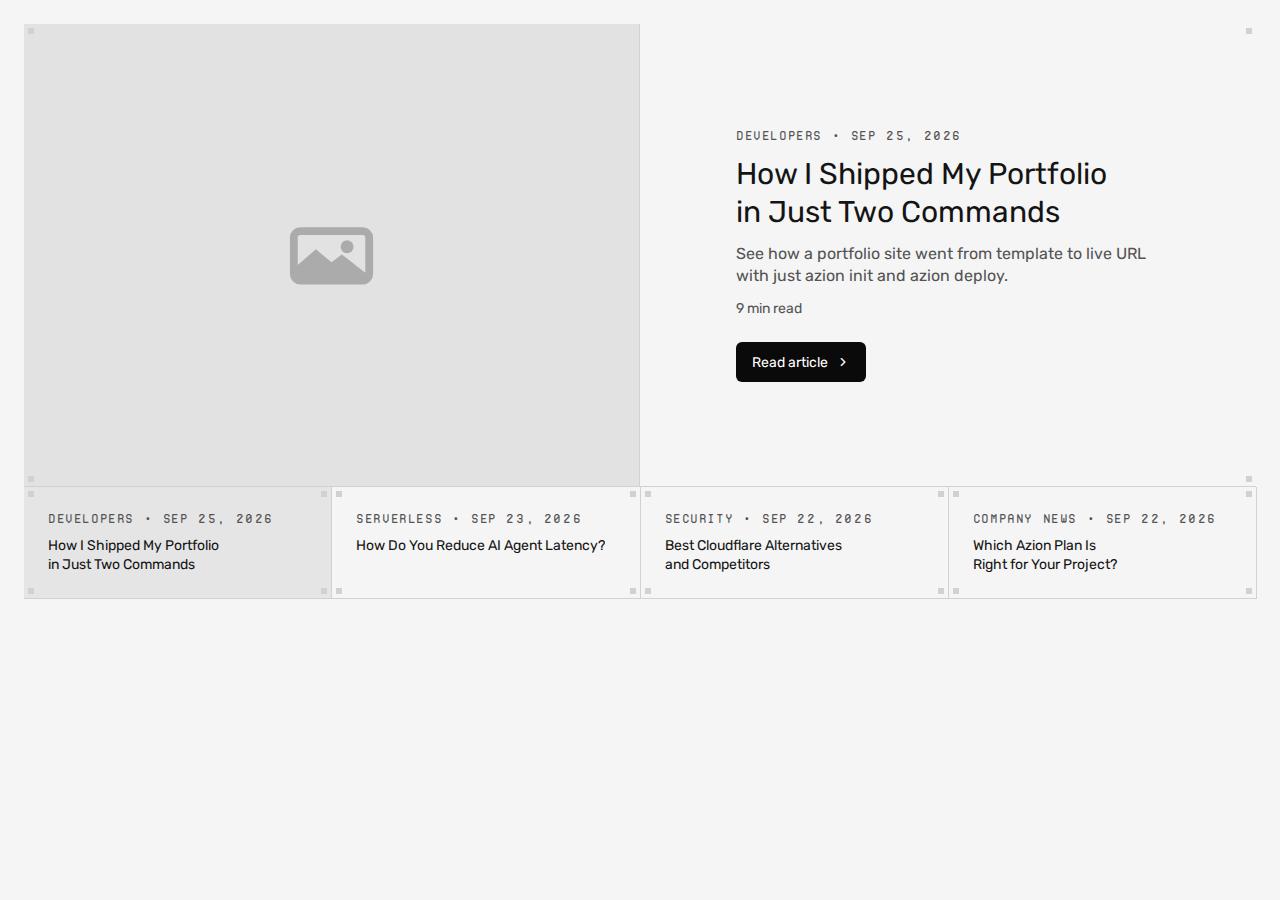 DEVELOPERS • SEP 25, 2026
How I Shipped My Portfolio
in Just Two Commands
See how a portfolio site went from template to live URL
with just azion init and azion deploy.
9 min read
Read article
DEVELOPERS • SEP 25, 2026
How I Shipped My Portfolio
in Just Two Commands
SERVERLESS • SEP 23, 2026
How Do You Reduce AI Agent Latency?
SECURITY • SEP 22, 2026
Best Cloudflare Alternatives
and Competitors
COMPANY NEWS • SEP 22, 2026
Which Azion Plan Is
Right for Your Project?